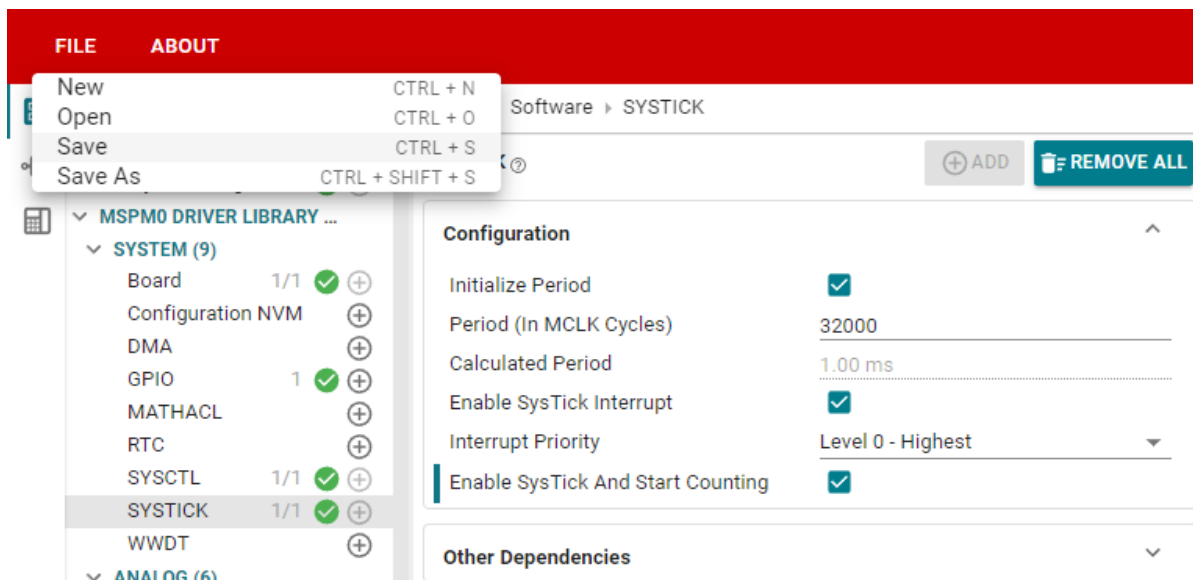 FILE ABOUT
New CTRL + N
Open CTRL + O
Save CTRL + S
Save As CTRL + SHIFT + S
Software ▸ SYSTICK
ADD REMOVE ALL
MSPM0 DRIVER LIBRARY ...
SYSTEM (9)
Board 1/1
Configuration NVM
DMA
GPIO 1
MATHACL
RTC
SYSCTL 1/1
SYSTICK 1/1
WWDT
ANALOG (6)
Configuration
Initialize Period
Period (In MCLK Cycles) 32000
Calculated Period 1.00 ms
Enable SysTick Interrupt
Interrupt Priority Level 0 - Highest
Enable SysTick And Start Counting
Other Dependencies